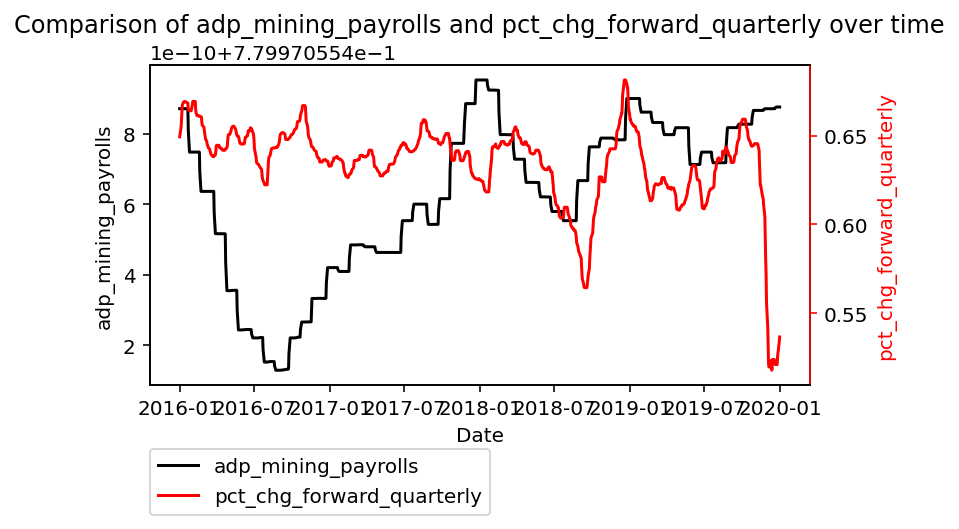 Comparison of adp_mining_payrolls and pct_chg_forward_quarterly over time
1e−10+7.79970554e−1
8
6
4
2
adp_mining_payrolls
0.65
0.60
0.55
pct_chg_forward_quarterly
2016-01 2016-07 2017-01 2017-07 2018-01 2018-07 2019-01 2019-07 2020-01
Date
adp_mining_payrolls
pct_chg_forward_quarterly